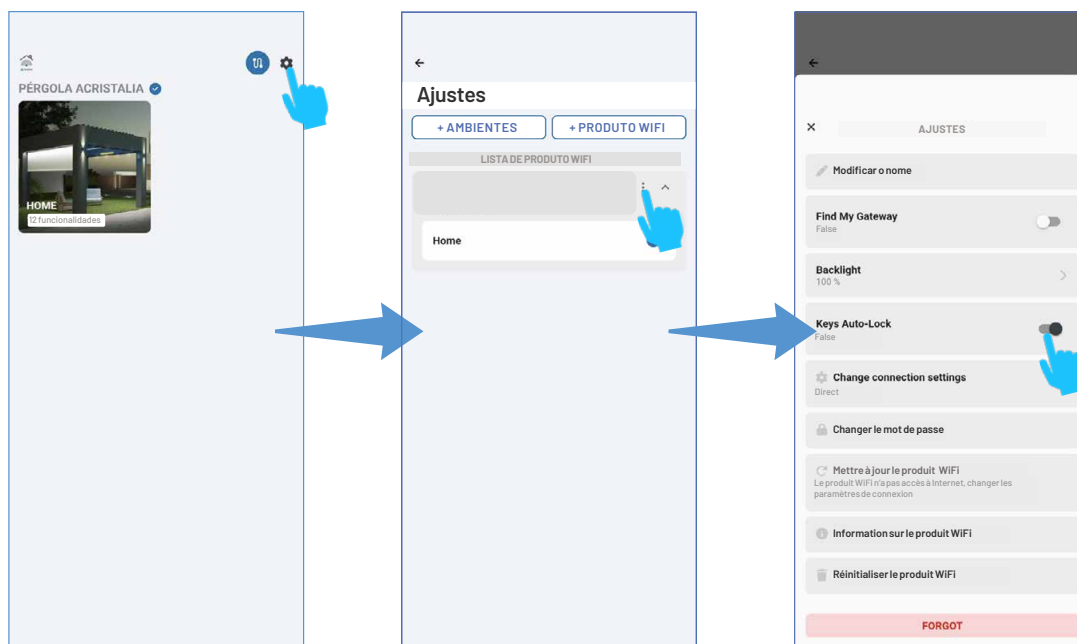 PÉRGOLA ACRISTALIA
HOME
12 funcionalidades
Ajustes
+ AMBIENTES
+ PRODUTO WIFI
LISTA DE PRODUTO WIFI
Home
AJUSTES
Modificar o nome
Find My Gateway
False
Backlight
100 %
Keys Auto-Lock
False
Change connection settings
Direct
Changer le mot de passe
Mettre à jour le produit WiFi
Le produit WiFi n'a pas accès à Internet, changer les
paramètres de connexion
Information sur le produit WiFi
Réinitialiser le produit WiFi
FORGOT